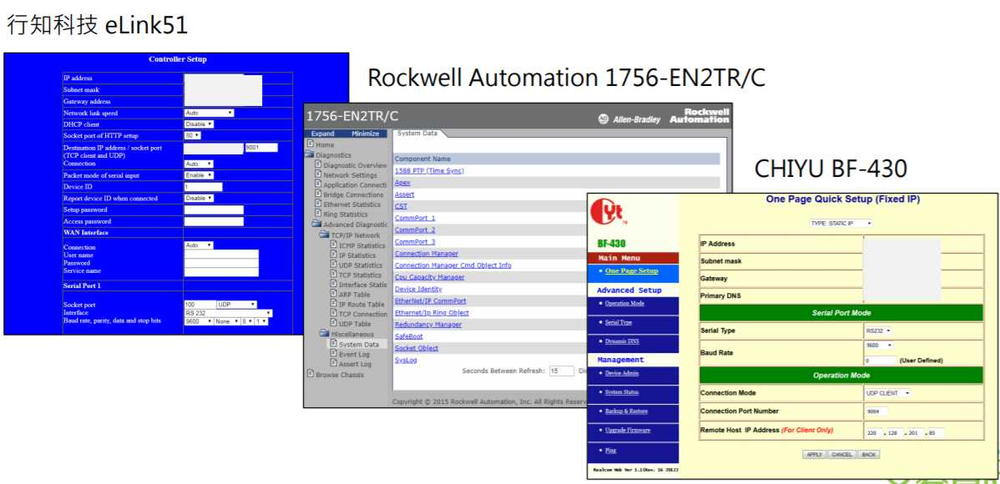 行知科技 eLink51
Controller Setup
IP address
Subnet mask
Gateway address
Network link speed Auto
DHCP client Disable
Socket port of HTTP setup 80
Destination IP address / socket port 9001
(TCP client and UDP)
Connection Auto
Packet mode of serial input Enable
Device ID 1
Report device ID when connected Disable
Setup password
Access password
WAN Interface
Connection Auto
User name
Password
Service name
Serial Port 1
Socket port 100 UDP
Interface RS 232
Baud rate, parity, data and stop bits 9600 None 8 1
Rockwell Automation 1756-EN2TR/C
1756-EN2TR/C
AB Allen-Bradley
Rockwell
Automation
Expand Minimize
Home
Diagnostics
Diagnostic Overview
Network Settings
Application Connecti
Bridge Connections
Ethernet Statistics
Ring Statistics
Advanced Diagnostic
TCP/IP Network
ICMP Statistics
IP Statistics
UDP Statistics
TCP Statistics
Interface Statis
ARP Table
IP Route Table
TCP Connection
UDP Table
Miscellaneous
System Data
Event Log
Assert Log
Browse Chassis
System Data
Component Name
1588 PTP (Time Sync)
Apex
Assert
CST
CommPort 1
CommPort 2
CommPort 3
Connection Manager
Connection Manager Cmd Object Info
Cpu Capacity Manager
Device Identity
EtherNet/IP CommPort
Ethernet/Ip Ring Object
Redundancy Manager
SafeBoot
Socket Object
SysLog
Seconds Between Refresh: 15
Copyright © 2015 Rockwell Automation, Inc. All Rights Reserv
CHIYU BF-430
CYt
TM
BF-430
Main Menu
One Page Setup
Advanced Setup
Operation Mode
Serial Type
Dynamic DNS
Management
Device Admin
System Status
Backup & Restore
Upgrade Firmware
Ping
One Page Quick Setup (Fixed IP)
TYPE: STATIC IP
IP Address
Subnet mask
Gateway
Primary DNS
Serial Port Mode
Serial Type RS232
Baud Rate 9600
0 (User Defined)
Operation Mode
Connection Mode UDP CLIENT
Connection Port Number 9004
Remote Host IP Address (For Client Only) 220 . 128 . 201 . 85
APPLY CANCEL BACK